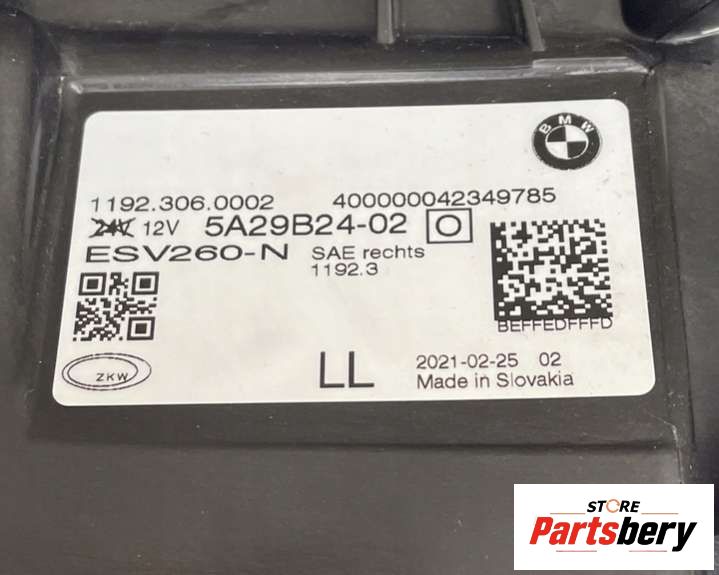 BMW
1192.306.0002 400000042349785
24V 12V 5A29B24-02 O
ESV260-N SAE rechts
1192.3
BEFFEDFFFD
ZKW
LL 2021-02-25 02
Made in Slovakia
STORE
Partsbery